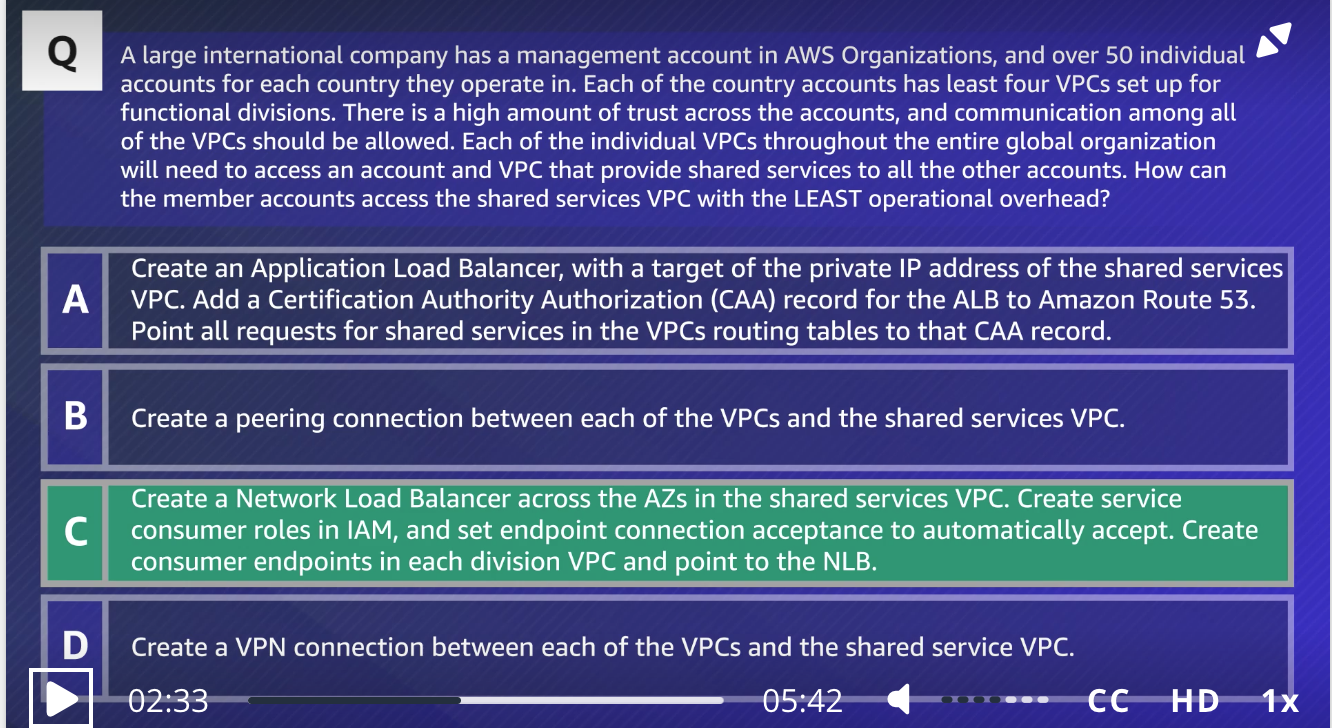 Q
A large international company has a management account in AWS Organizations, and over 50 individual
accounts for each country they operate in. Each of the country accounts has least four VPCs set up for
functional divisions. There is a high amount of trust across the accounts, and communication among all
of the VPCs should be allowed. Each of the individual VPCs throughout the entire global organization
will need to access an account and VPC that provide shared services to all the other accounts. How can
the member accounts access the shared services VPC with the LEAST operational overhead?
A
Create an Application Load Balancer, with a target of the private IP address of the shared services
VPC. Add a Certification Authority Authorization (CAA) record for the ALB to Amazon Route 53.
Point all requests for shared services in the VPCs routing tables to that CAA record.
B
Create a peering connection between each of the VPCs and the shared services VPC.
C
Create a Network Load Balancer across the AZs in the shared services VPC. Create service
consumer roles in IAM, and set endpoint connection acceptance to automatically accept. Create
consumer endpoints in each division VPC and point to the NLB.
D
Create a VPN connection between each of the VPCs and the shared service VPC.
02:33 05:42 CC HD 1x